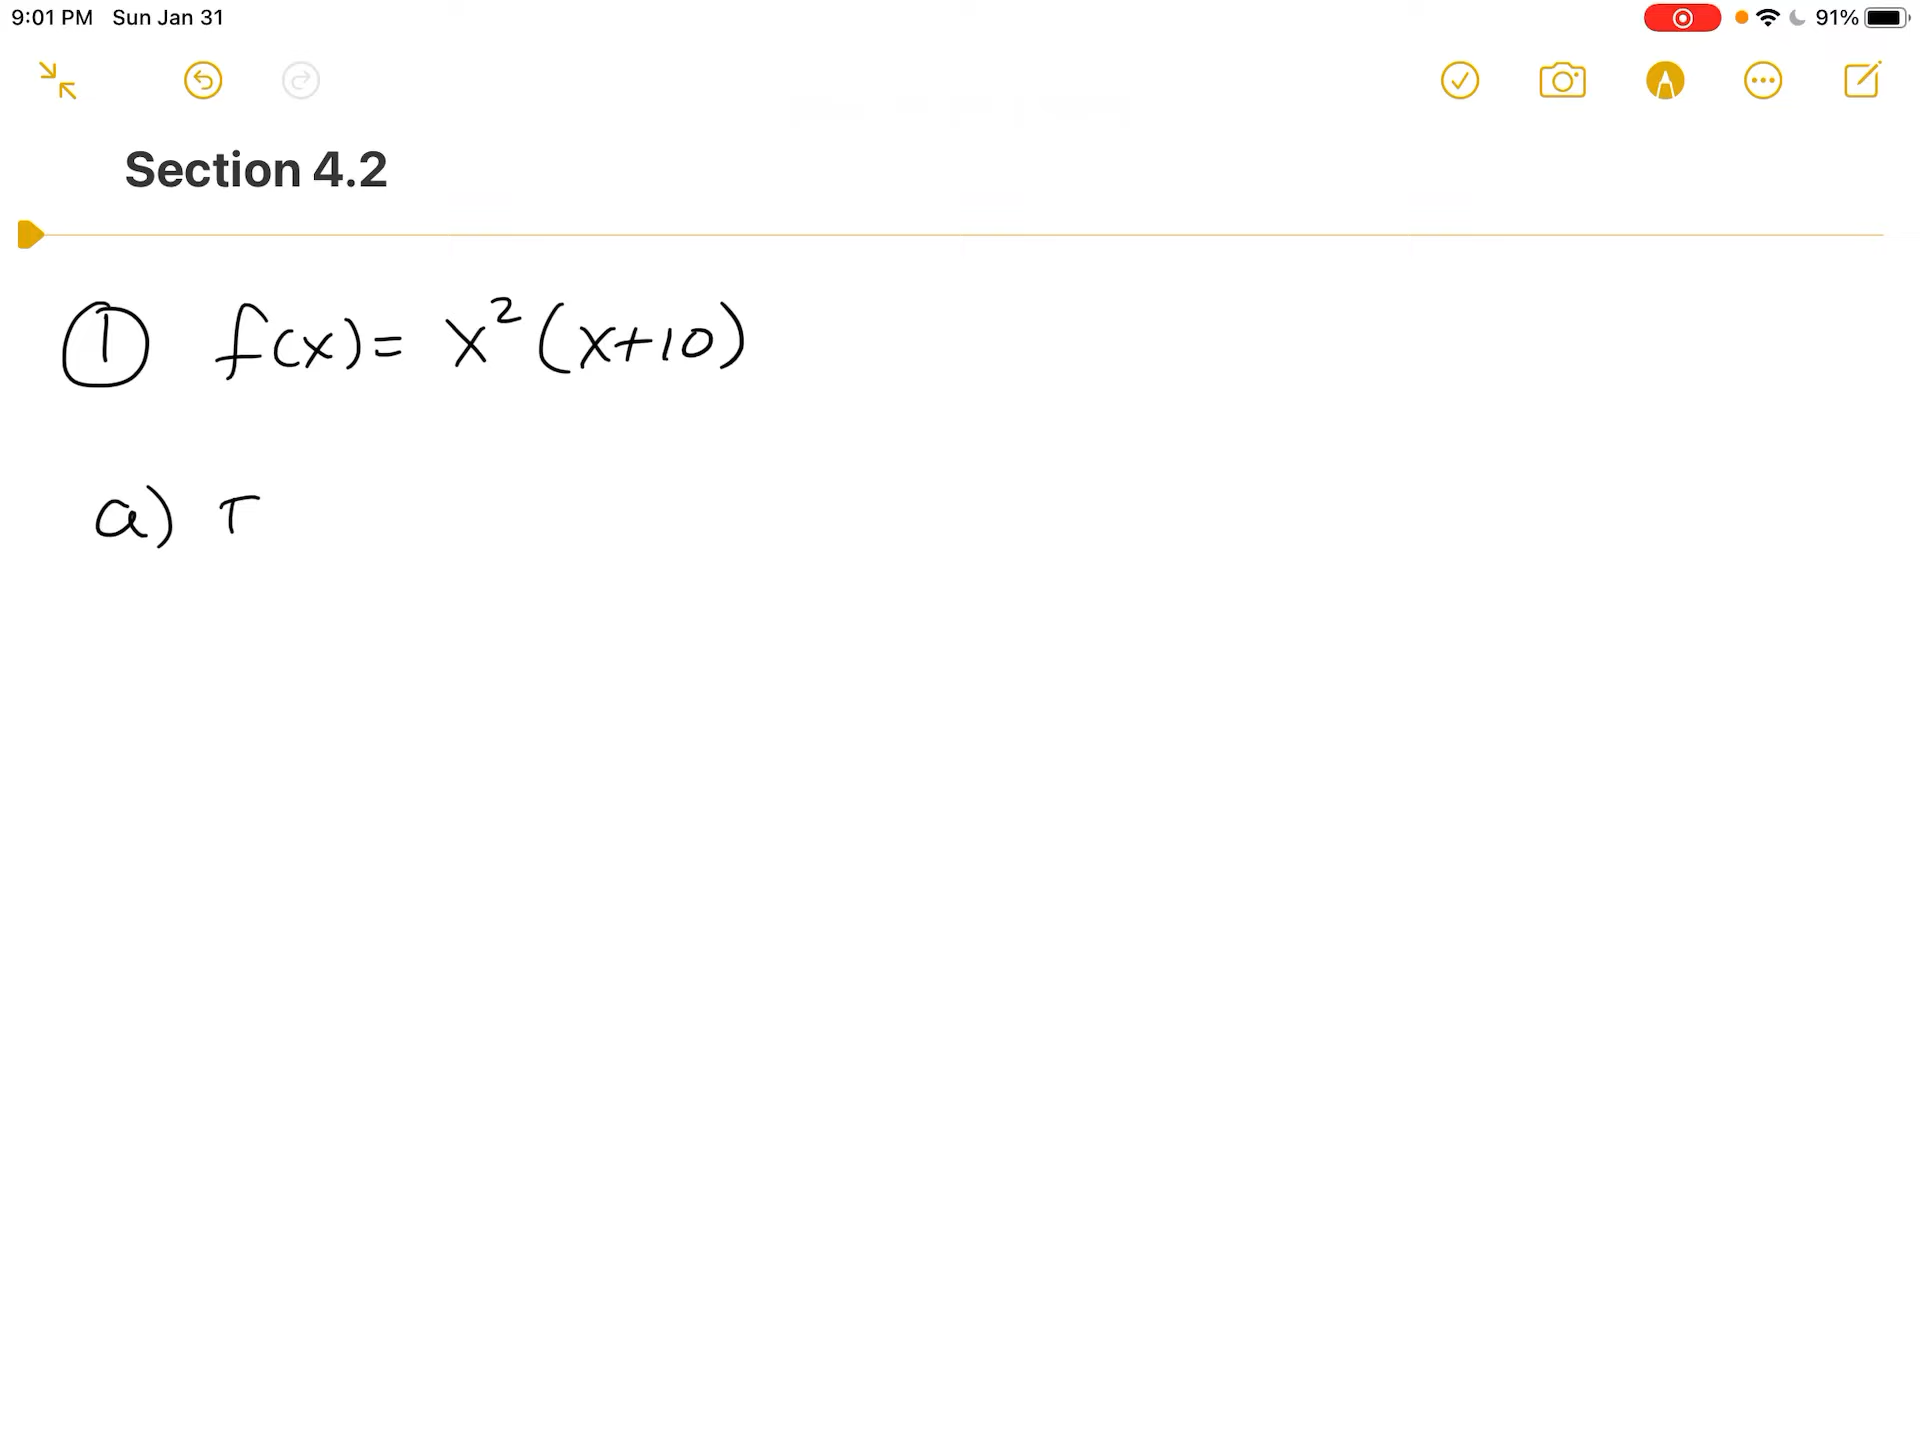 9:01 PM Sun Jan 31 91%
Section 4.2
① f(x)= x²(x+10)
a) T